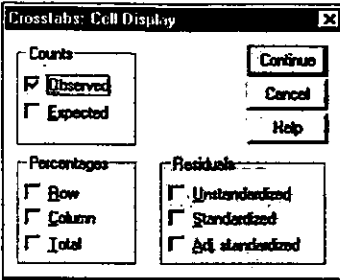 Crosstabs: Cell Display
Counts
Observed
Expected
Continue
Cancel
Help
Percentages
Row
Column
Total
Residuals
Unstandardized
Standardized
Adj. standardized